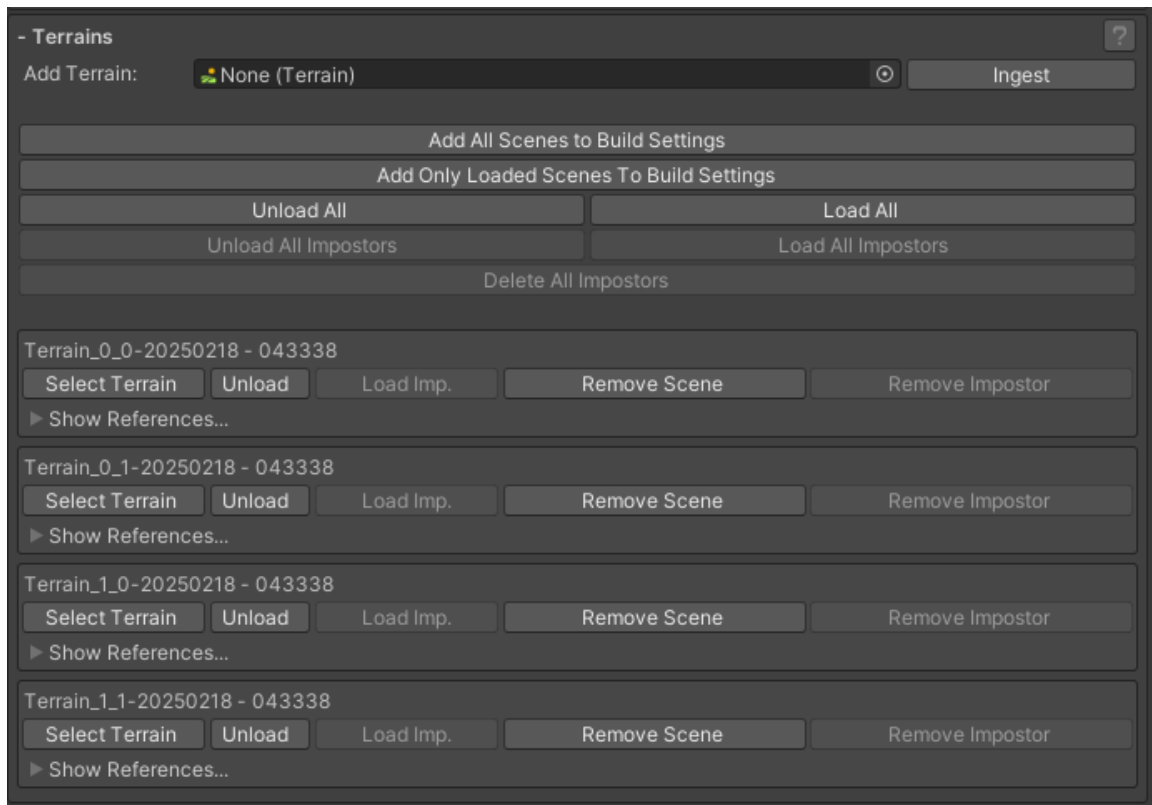 - Terrains ?
Add Terrain: None (Terrain) Ingest
Add All Scenes to Build Settings
Add Only Loaded Scenes To Build Settings
Unload All Load All
Unload All Impostors Load All Impostors
Delete All Impostors
Terrain_0_0-20250218 - 043338
Select Terrain Unload Load Imp. Remove Scene Remove Impostor
Show References...
Terrain_0_1-20250218 - 043338
Select Terrain Unload Load Imp. Remove Scene Remove Impostor
Show References...
Terrain_1_0-20250218 - 043338
Select Terrain Unload Load Imp. Remove Scene Remove Impostor
Show References...
Terrain_1_1-20250218 - 043338
Select Terrain Unload Load Imp. Remove Scene Remove Impostor
Show References...